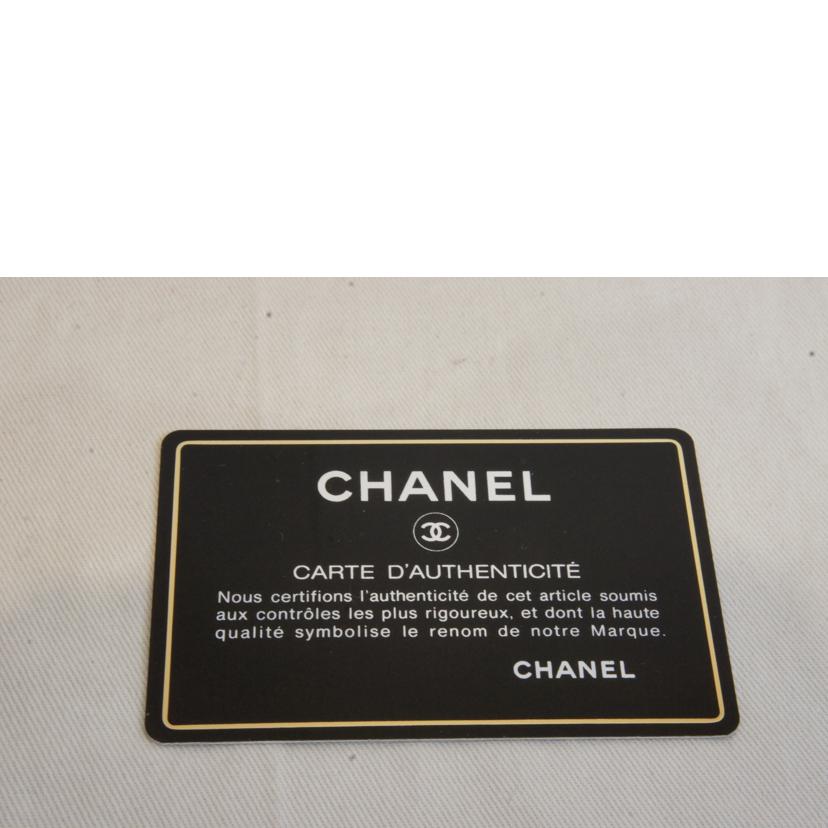 CHANEL
CARTE D'AUTHENTICITÉ
Nous certifions l'authenticité de cet article soumis
aux contrôles les plus rigoureux, et dont la haute
qualité symbolise le renom de notre Marque.
CHANEL